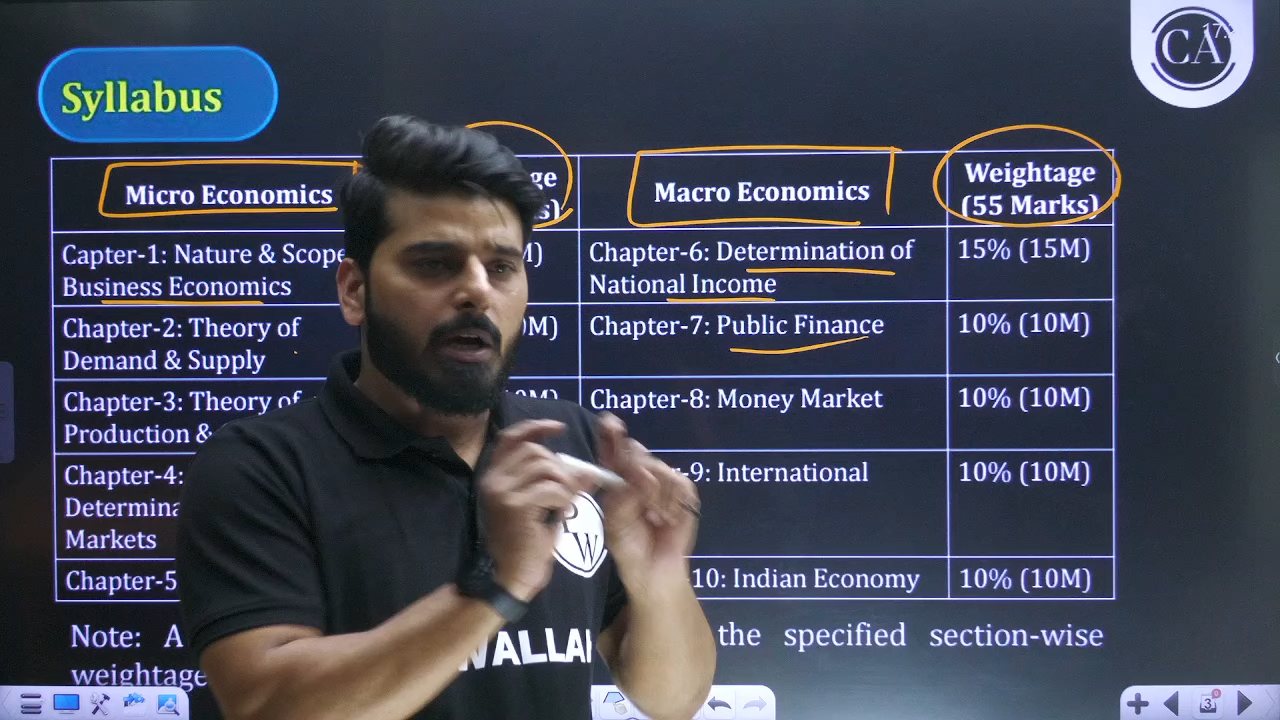 CA
17.
Syllabus
Micro Economics
ge
s)
Macro Economics
Weightage
(55 Marks)
Capter-1: Nature & Scope
Business Economics
M)
Chapter-6: Determination of
National Income
15% (15M)
Chapter-2: Theory of
Demand & Supply
0M)
Chapter-7: Public Finance
10% (10M)
Chapter-3: Theory of
Production &
Chapter-8: Money Market
10% (10M)
Chapter-4:
Determina
Markets
-9: International
10% (10M)
Chapter-5
10: Indian Economy
10% (10M)
Note: A
the specified section-wise
weightage
P
W
WALLAH